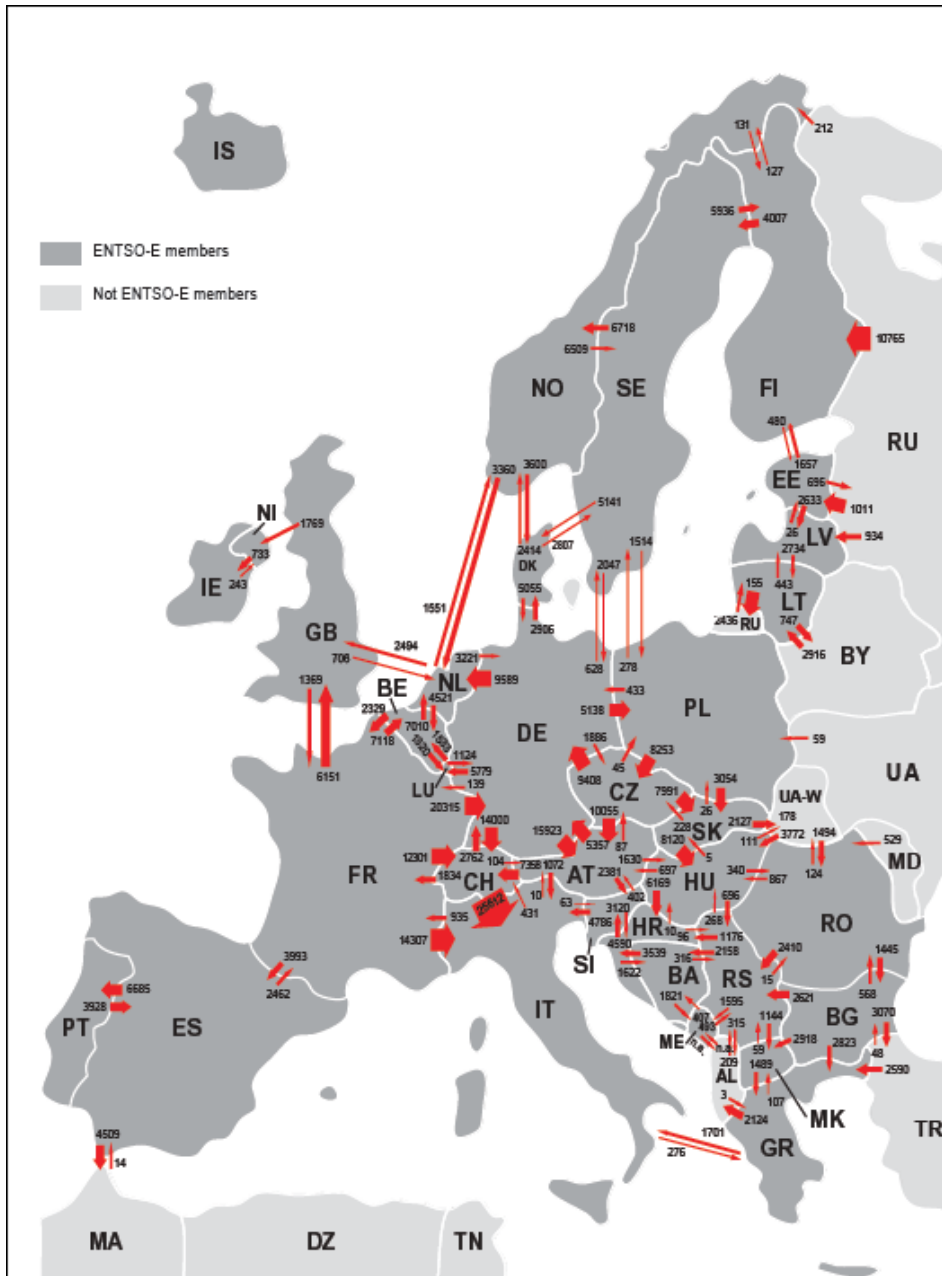 IS
131
212
127
5936
4007
ENTSO-E members
Not ENTSO-E members
6718
6509
10765
NO
SE
FI
RU
480
1657
3360
3600
696
EE
2633
1011
5141
NI
1769
26
934
LV
733
2414
2807
1514
2734
DK
2047
IE
243
5055
155
443
LT
1551
2906
2436
RU
747
GB
2494
2916
BY
706
3221
628
278
1369
NL
9589
433
BE
4521
5138
PL
2329
7010
DE
1886
59
7118
1533
1820
1124
45
8253
UA
LU
5779
9408
CZ
3054
UA-W
139
7991
26
178
20315
10055
SK
2127
14000
15923
228
3772
1494
529
5357
87
8120
111
MD
12301
2762
104
7358
1072
1630
5
FR
1834
CH
AT
2381
697
340
124
10
402
6169
HU
867
25612
431
63
3120
696
935
4786
HR
10
268
RO
14307
96
1176
SI
4590
3539
2158
2410
1445
3993
316
1622
BA
RS
15
568
2462
IT
1821
1595
2621
6685
407
1144
BG
3070
3928
493
315
PT
ES
ME
n.a.
n.a.
59
2918
2823
48
209
1489
2590
AL
3
107
MK
4509
1701
2124
TR
14
276
GR
MA
DZ
TN